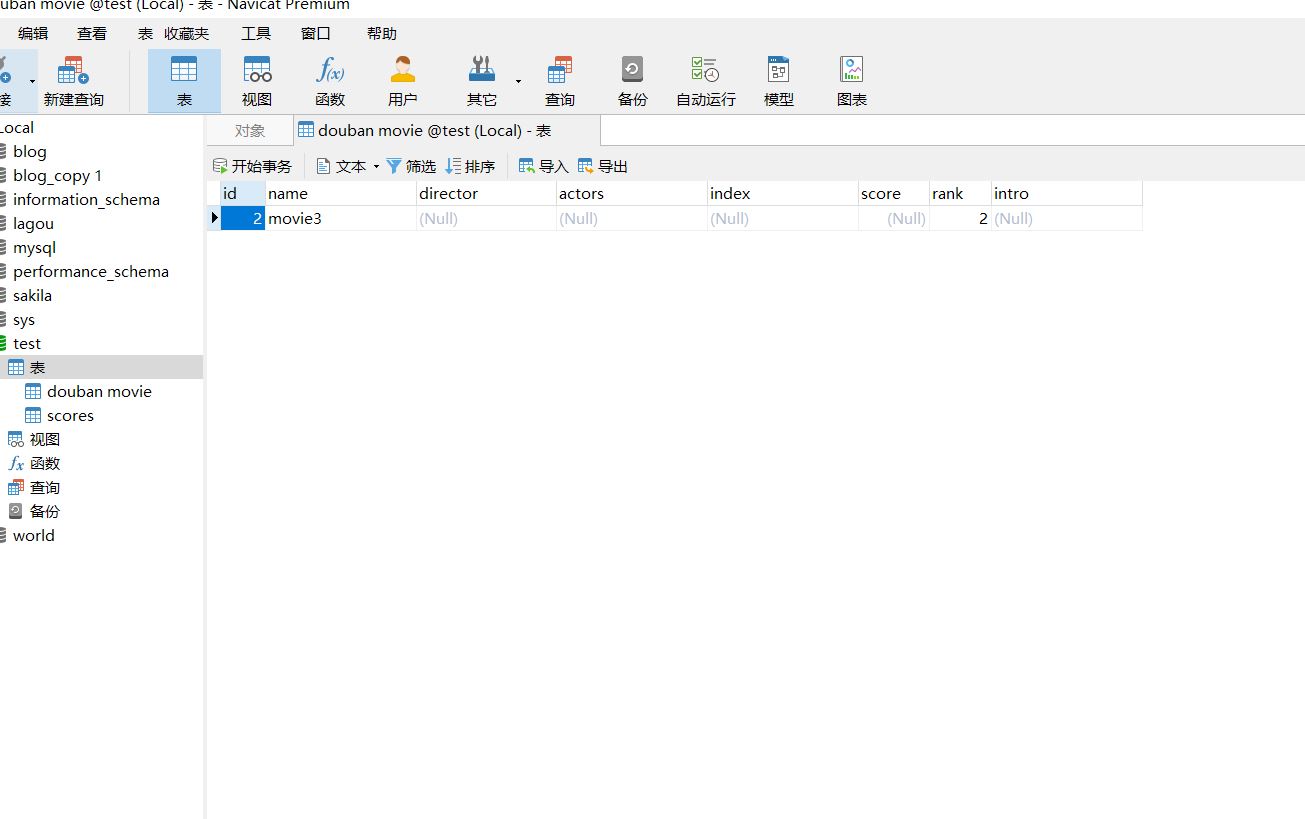 uban movie @test (Local) - 表 - Navicat Premium
编辑 查看 表 收藏夹 工具 窗口 帮助
接 新建查询 表 视图 函数 用户 其它 查询 备份 自动运行 模型 图表
Local
blog
blog_copy 1
information_schema
lagou
mysql
performance_schema
sakila
sys
test
表
douban movie
scores
视图
函数
查询
备份
world
对象 douban movie @test (Local) - 表
开始事务 文本 筛选 排序 导入 导出
id name director actors index score rank intro
2 movie3 (Null) (Null) (Null) (Null) 2 (Null)